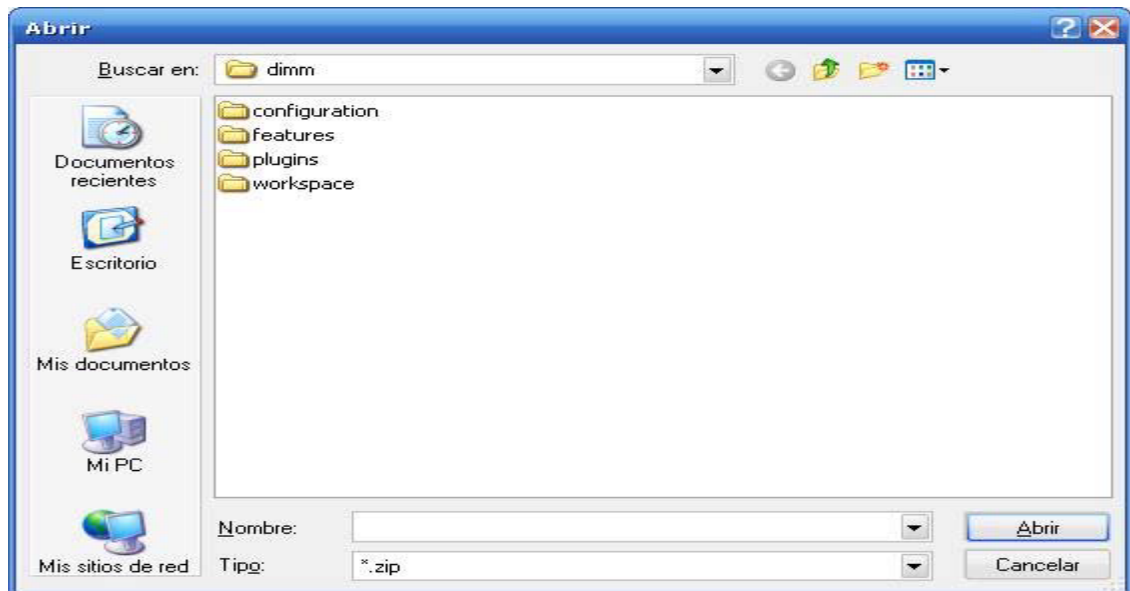 Abrir
Buscar en: dimm
Documentos
recientes
Escritorio
Mis documentos
Mi PC
Mis sitios de red
configuration
features
plugins
workspace
Nombre: Abrir
Tipo: *.zip Cancelar